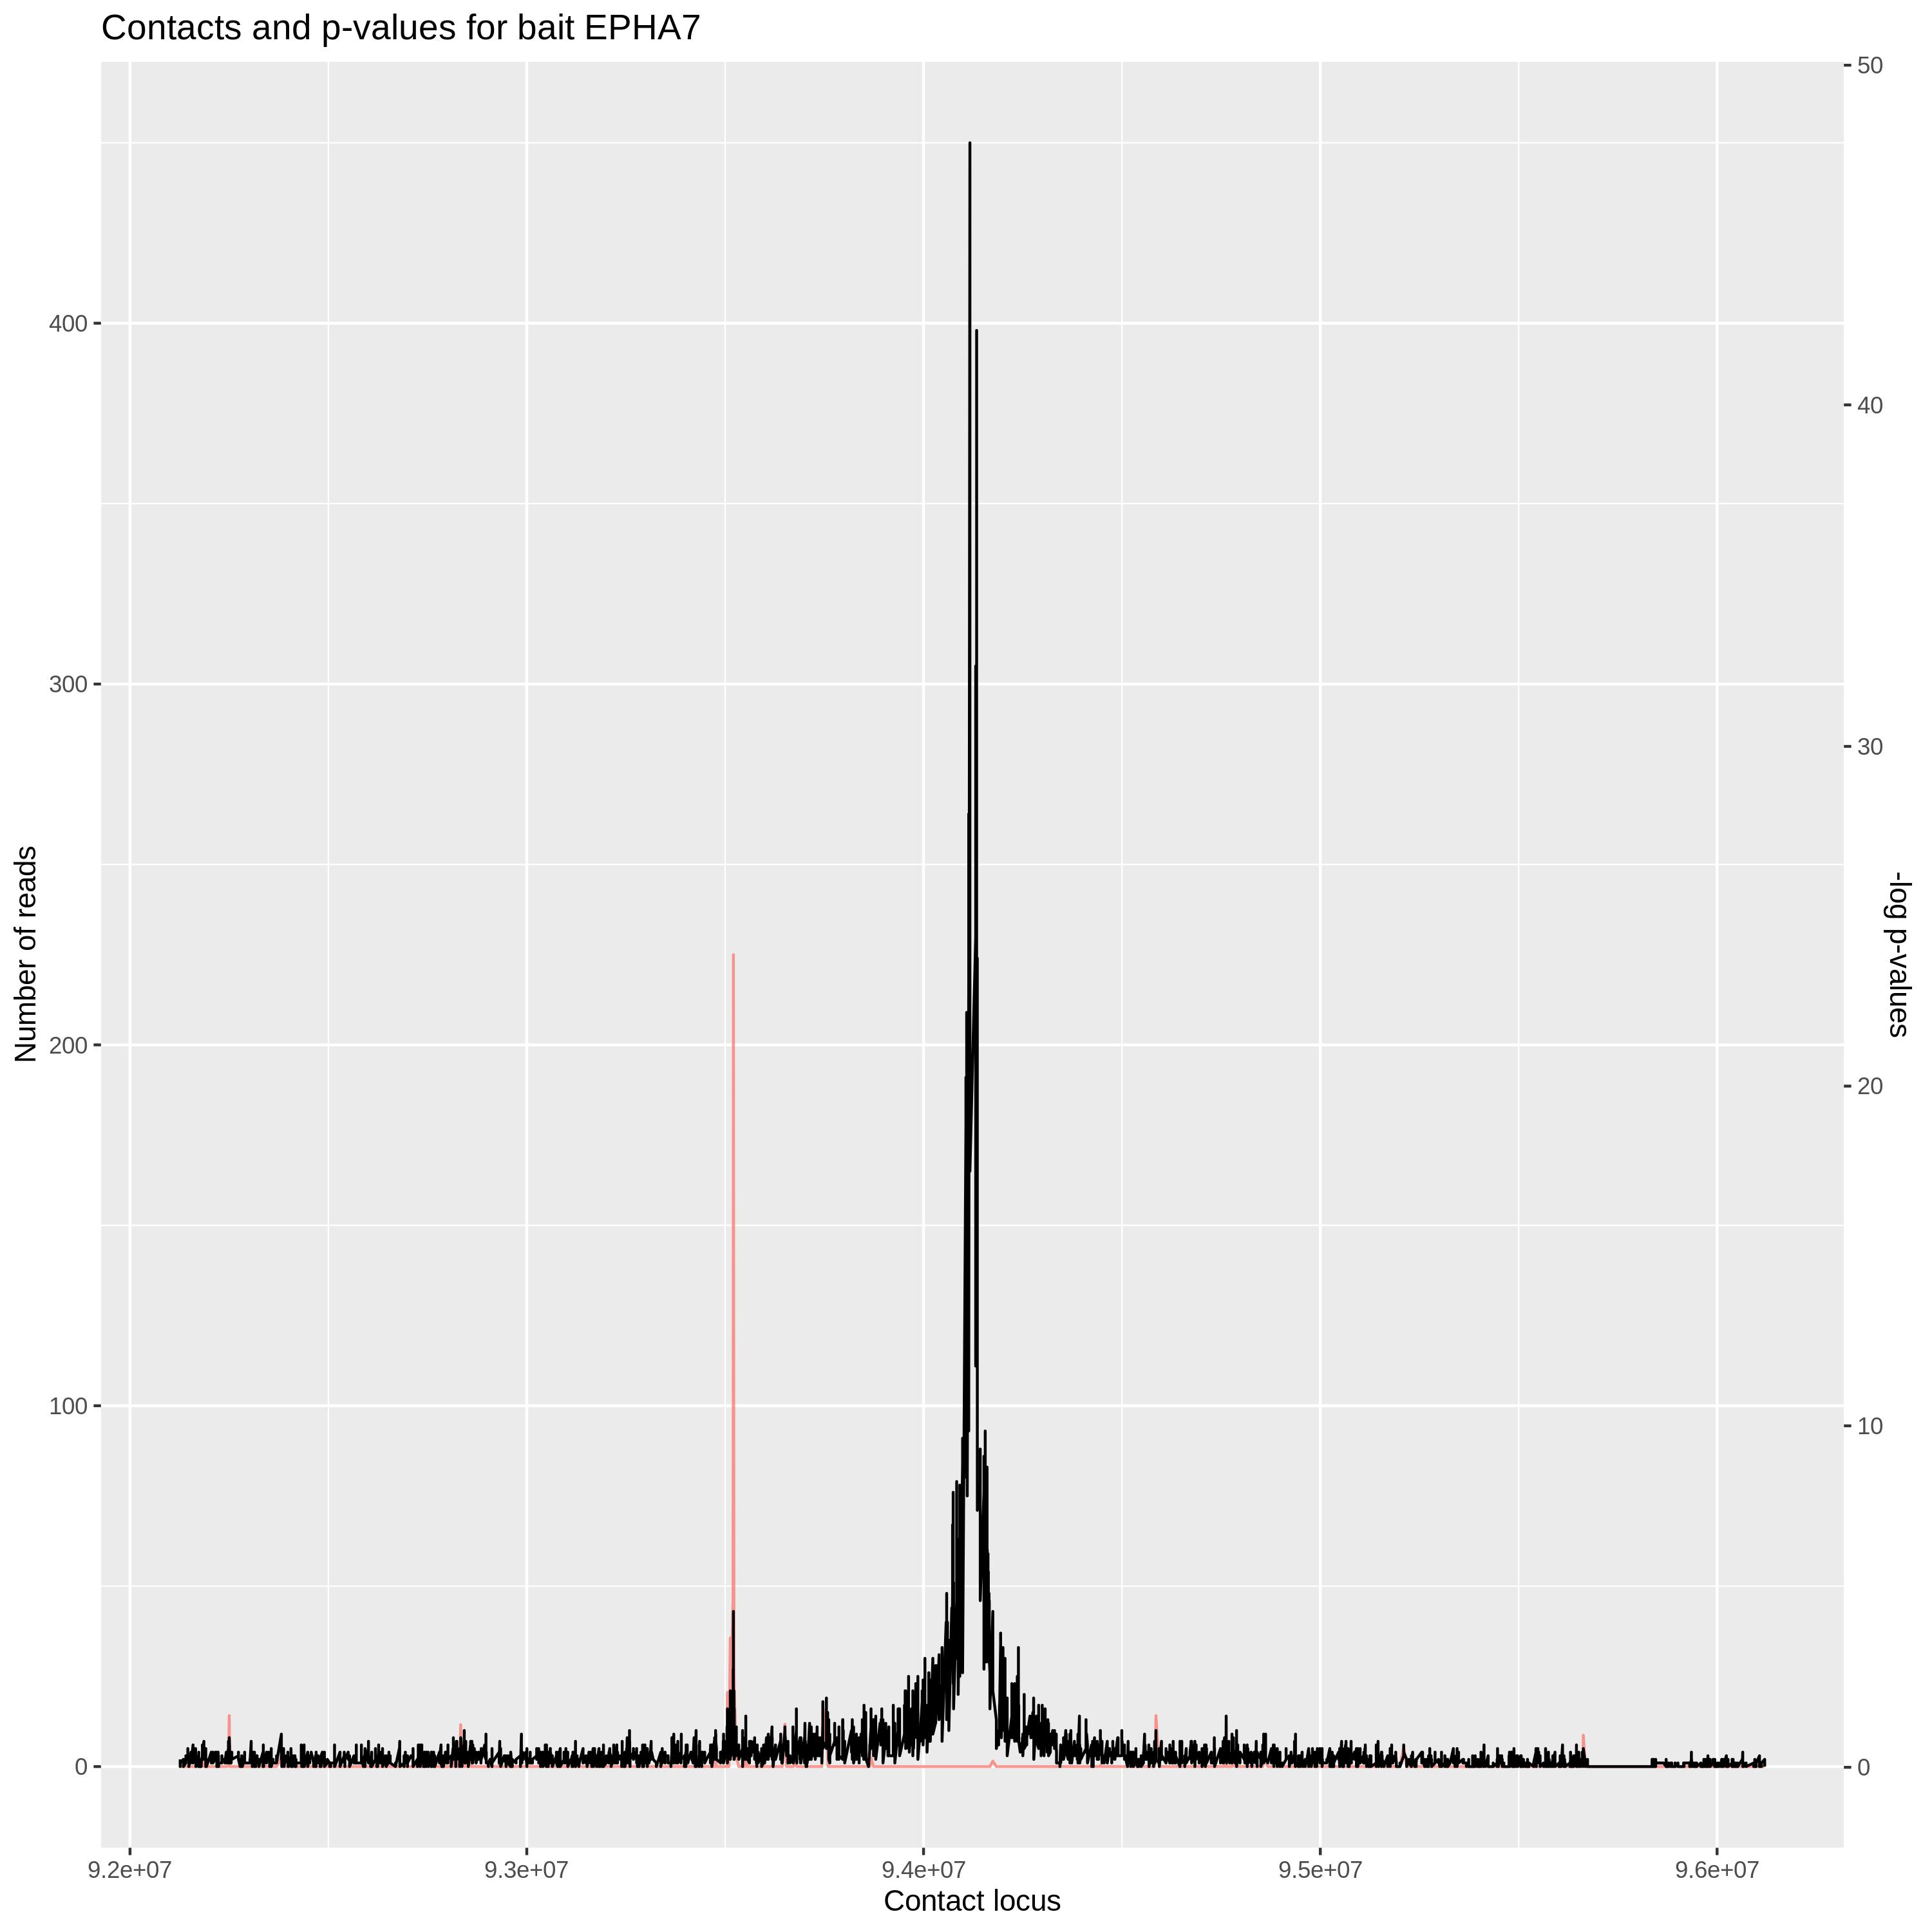 Contacts and p-values for bait EPHA7
Number of reads
400
300
200
100
0
50
40
30
20
10
0
-log p-values
9.2e+07
9.3e+07
9.4e+07
9.5e+07
9.6e+07
Contact locus